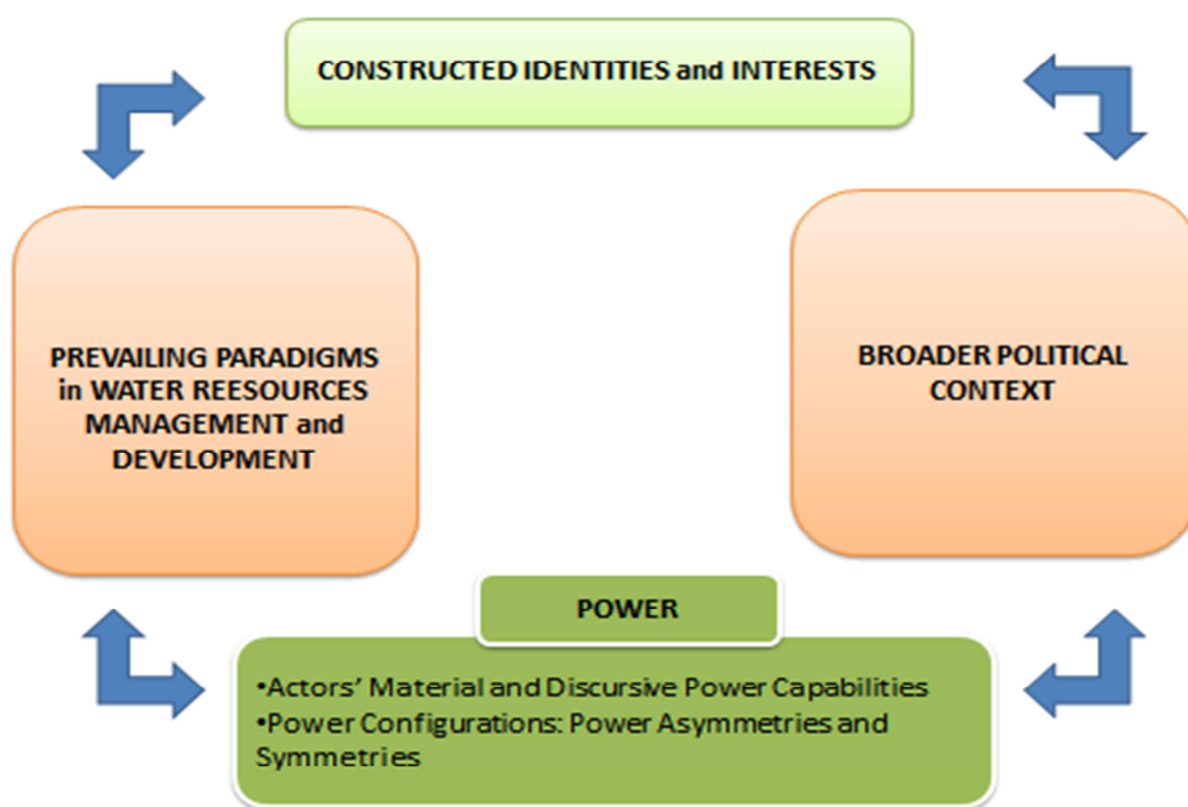 CONSTRUCTED IDENTITIES and INTERESTS
PREVAILING PARADIGMS
in WATER REESOURCES
MANAGEMENT and
DEVELOPMENT
BROADER POLITICAL
CONTEXT
POWER
•Actors’ Material and Discursive Power Capabilities
•Power Configurations: Power Asymmetries and
Symmetries